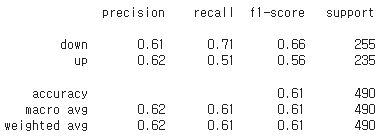 precision recall f1-score support
down 0.61 0.71 0.66 255
up 0.62 0.51 0.56 235
accuracy 0.61 490
macro avg 0.62 0.61 0.61 490
weighted avg 0.62 0.61 0.61 490